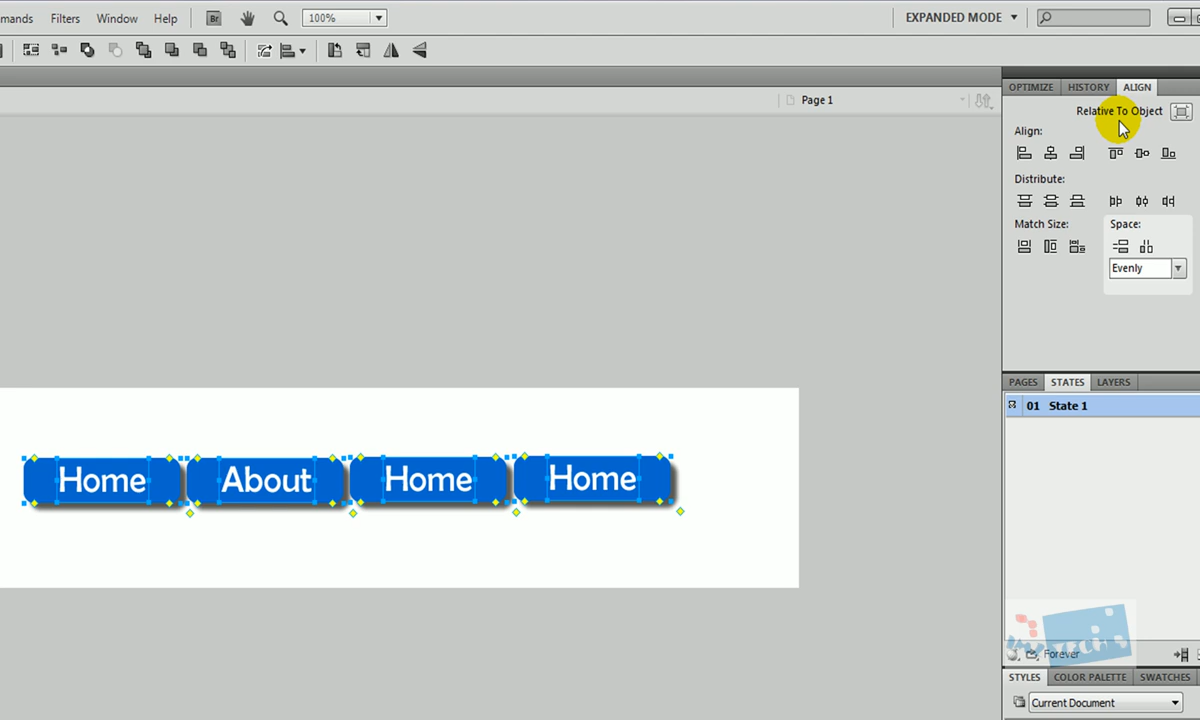 mands Filters Window Help Br 100% EXPANDED MODE
Page 1
OPTIMIZE HISTORY ALIGN
Relative To Object
Align:
Distribute:
Match Size: Space:
Evenly
PAGES STATES LAYERS
01 State 1
Home About Home Home
Forever
STYLES COLOR PALETTE SWATCHES
Current Document